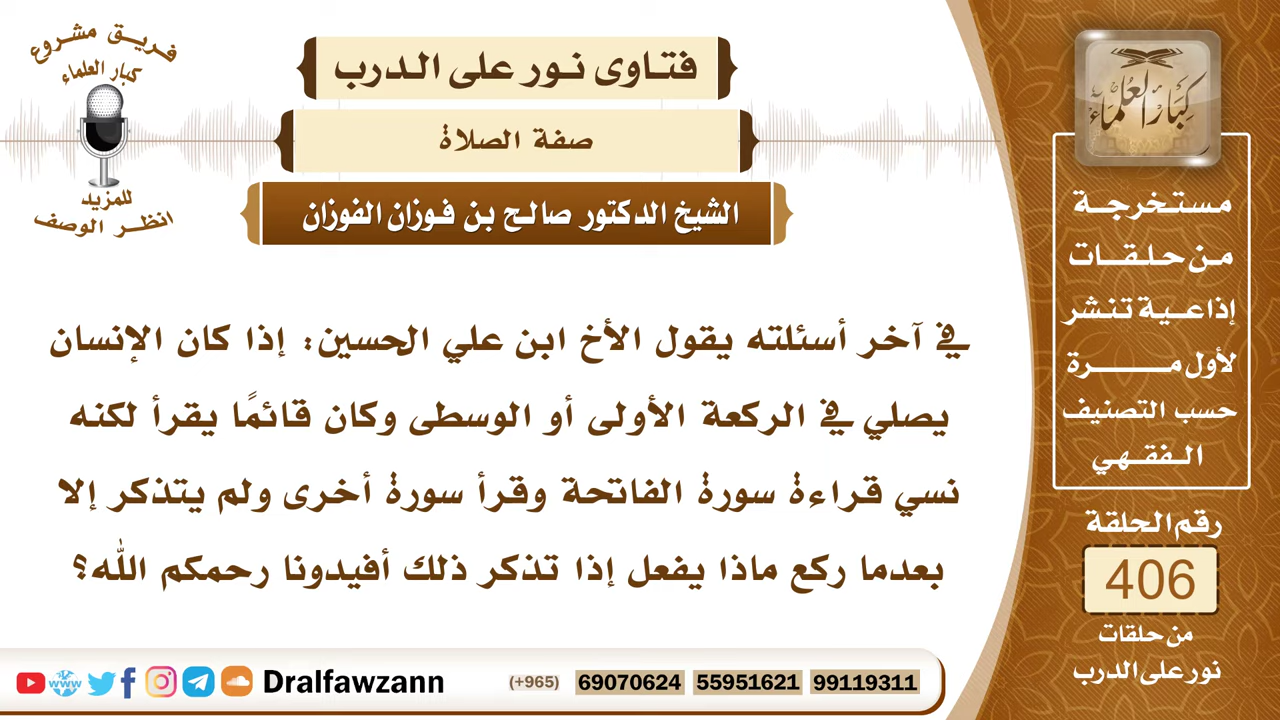 فريق مشروع
كبار العلماء
للمزيد
انظر الوصف
فتاوى نور على الدرب
صفة الصلاة
الشيخ الدكتور صالح بن فوزان الفوزان
في آخر أسئلته يقول الأخ ابن علي الحسين: إذا كان الإنسان
يصلي في الركعة الأولى أو الوسطى وكان قائمًا يقرأ لكنه
نسي قراءة سورة الفاتحة وقرأ سورة أخرى ولم يتذكر إلا
بعدما ركع ماذا يفعل إذا تذكر ذلك أفيدونا رحمكم الله؟
كبار العلماء
مستخرجة
من حلقات
إذاعية تنشر
لأول مرة
حسب التصنيف
الفقهي
رقم الحلقة
406
من حلقات
نور على الدرب
www Dralfawzann (+965) 69070624 55951621 99119311